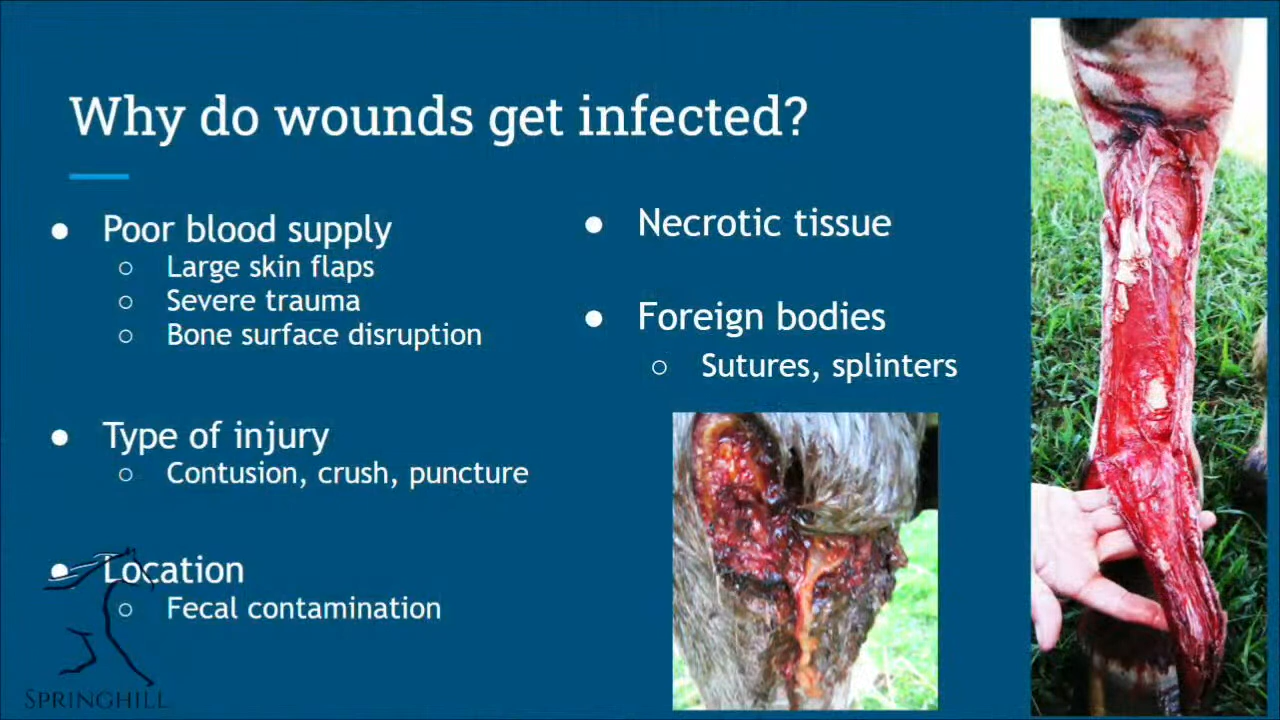 Why do wounds get infected?
● Poor blood supply
○ Large skin flaps
○ Severe trauma
○ Bone surface disruption
● Type of injury
○ Contusion, crush, puncture
● Location
○ Fecal contamination
● Necrotic tissue
● Foreign bodies
○ Sutures, splinters
SPRINGHILL